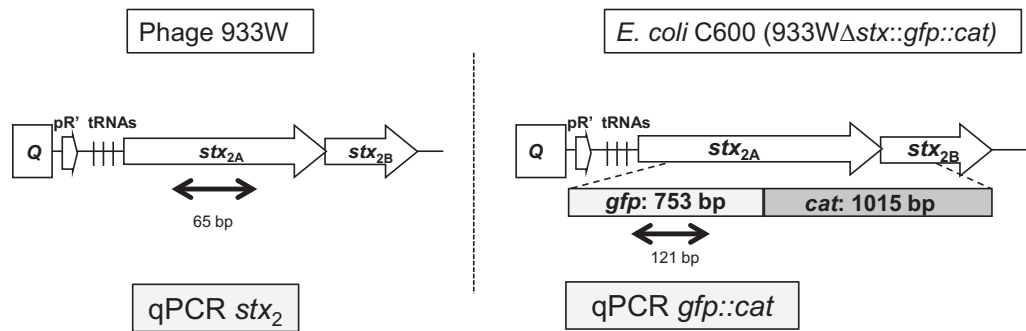 Phage 933W
pR' tRNAs
Q
stx2A
stx2B
65 bp
qPCR stx2
E. coli C600 (933WΔstx::gfp::cat)
pR' tRNAs
Q
stx2A
stx2B
gfp: 753 bp
cat: 1015 bp
121 bp
qPCR gfp::cat